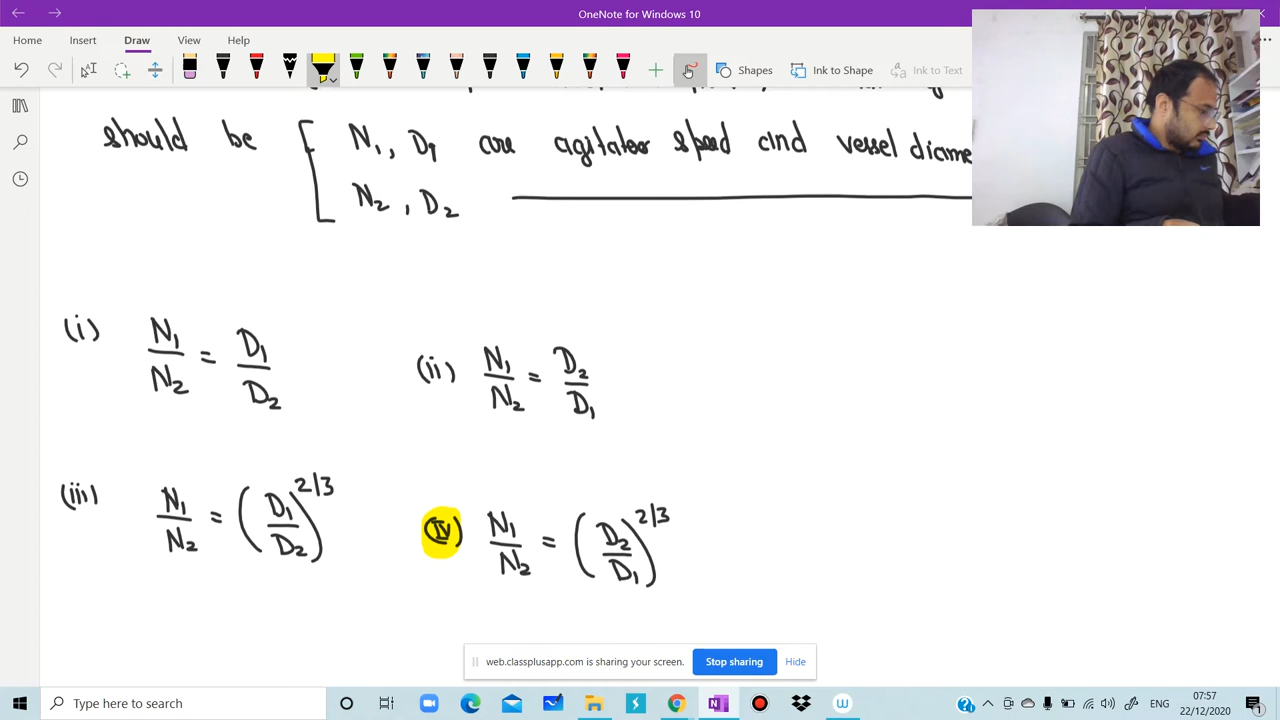 OneNote for Windows 10
Home Insert Draw View Help
Shapes Ink to Shape Ink to Text
should be [ N₁, D₁ are agitator speed and vessel diame
N₂, D₂
(i) N₁/N₂ = D₁/D₂ (ii) N₁/N₂ = D₂/D₁
(iii) N₁/N₂ = (D₁/D₂)^2/3 (iv) N₁/N₂ = (D₂/D₁)^2/3
web.classplusapp.com is sharing your screen. Stop sharing Hide
Type here to search
ENG 07:57
22/12/2020